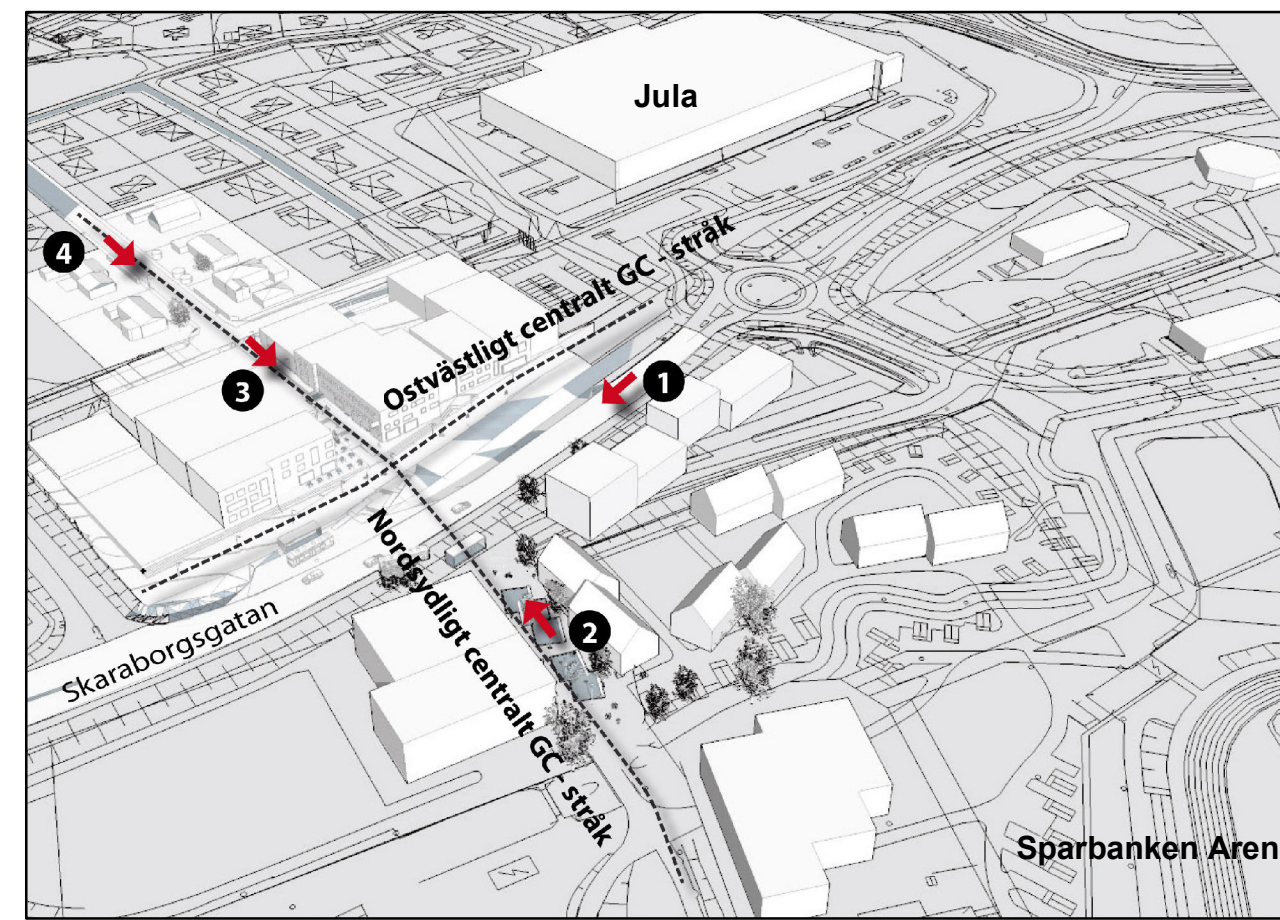 Jula
Ostvästligt centralt GC - stråk
4
3
1
Nordsydligt centralt GC - stråk
2
Skaraborgsgatan
Sparbanken Aren